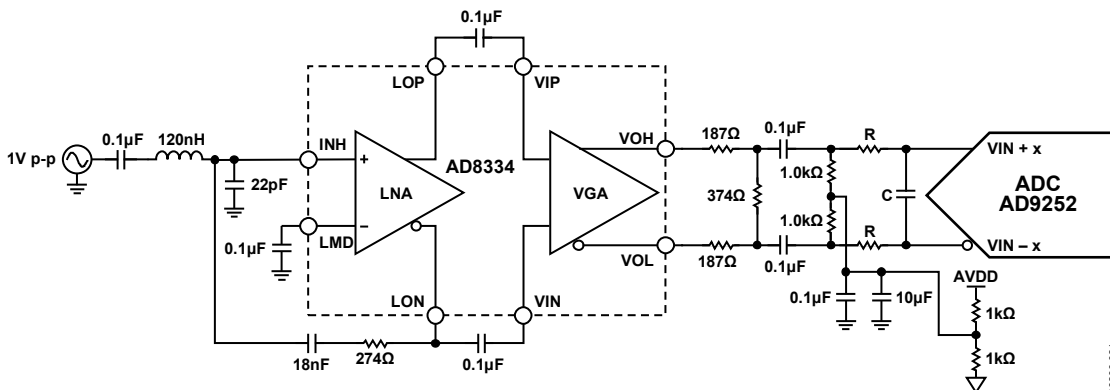 0.1µF
LOP
VIP
0.1µF
120nH
1V p-p
22pF
INH
+
LNA
–
LMD
0.1µF
AD8334
VGA
VOH
VOL
LON
VIN
18nF
274Ω
0.1µF
187Ω
0.1µF
R
374Ω
1.0kΩ
1.0kΩ
C
187Ω
0.1µF
R
VIN + x
ADC
AD9252
VIN – x
0.1µF
10µF
AVDD
1kΩ
1kΩ